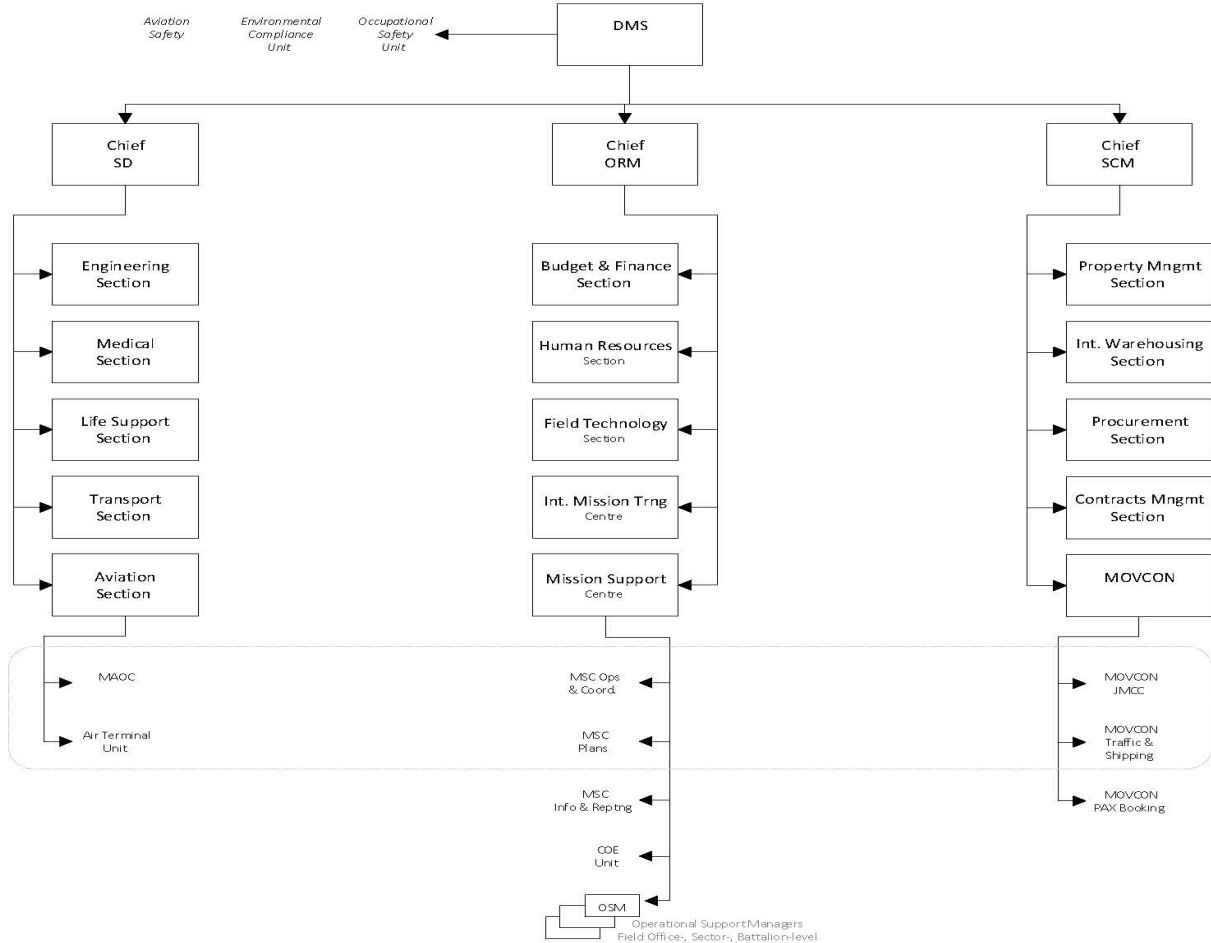 Aviation
Safety
Environmental
Compliance
Unit
Occupational
Safety
Unit
DMS
Chief
SD
Chief
ORM
Chief
SCM
Engineering
Section
Medical
Section
Life Support
Section
Transport
Section
Aviation
Section
Budget & Finance
Section
Human Resources
Section
Field Technology
Section
Int. Mission Trng
Centre
Mission Support
Centre
Property Mngmt
Section
Int. Warehousing
Section
Procurement
Section
Contracts Mngmt
Section
MOVCON
MAOC
Air Terminal
Unit
MSC Ops
& Coord.
MSC
Plans
MSC
Info & Reptng
COE
Unit
OSM
Operational Support Managers
Field Office-, Sector-, Battalion-level
MOVCON
JMCC
MOVCON
Traffic &
Shipping
MOVCON
PAX Booking